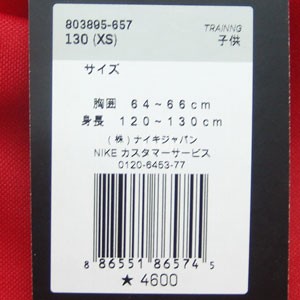 803895-657
130 (XS)
TRAINNG
子供
サイズ
胸囲 64～66cm
身長 120～130cm
(株)ナイキジャパン
NIKE カスタマーサービス
0120-6453-77
8 86551 86574 5
★ 4600